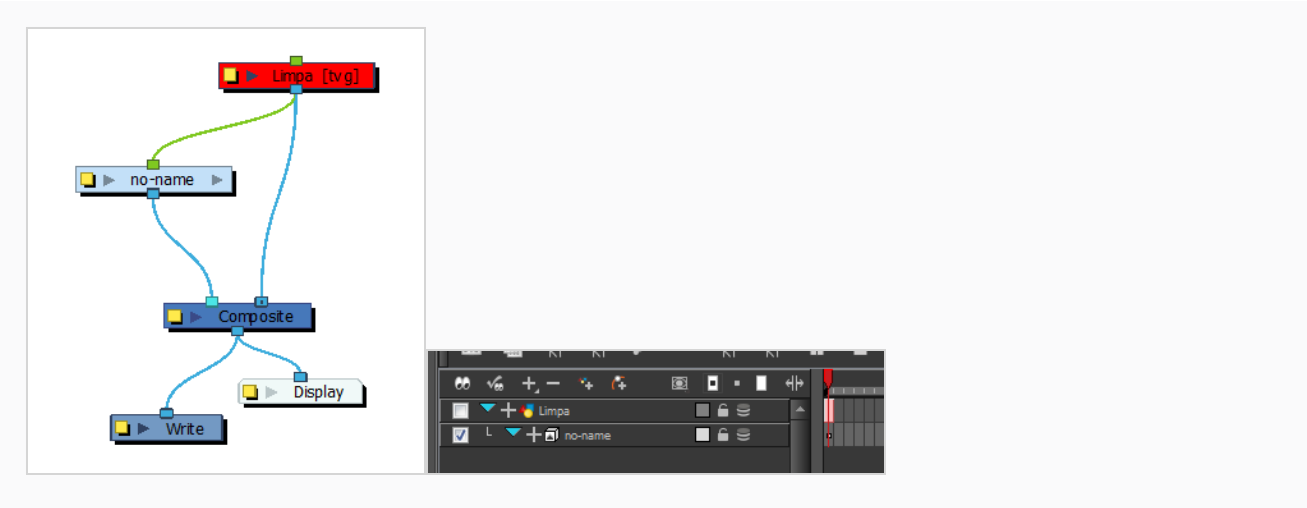 Limpa [tvg]
no-name
Composite
Display
Write
Limpa
no-name